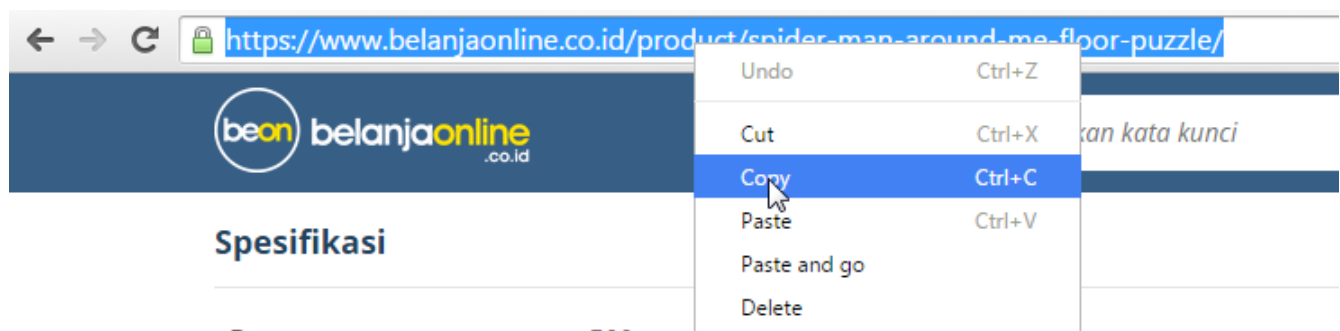 https://www.belanjaonline.co.id/product/spider-man-around-me-floor-puzzle/
Undo Ctrl+Z
beon belanjaonline
.co.id
Cut Ctrl+X
kan kata kunci
Copy Ctrl+C
Paste Ctrl+V
Spesifikasi
Paste and go
Delete